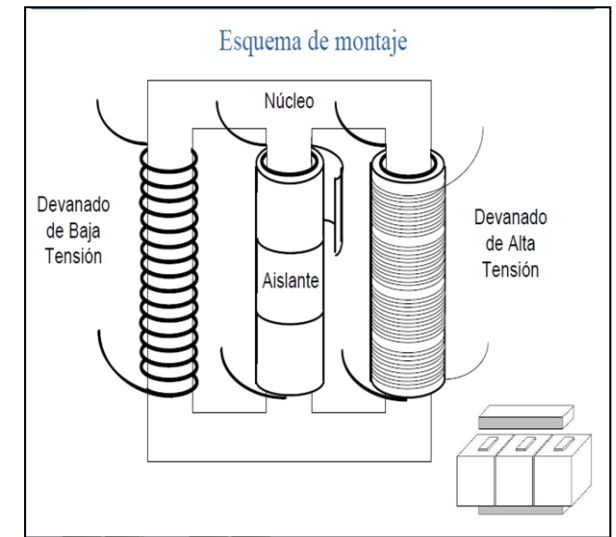 Esquema de montaje
Núcleo
Devanado
de Baja
Tensión
Aislante
Devanado
de Alta
Tensión